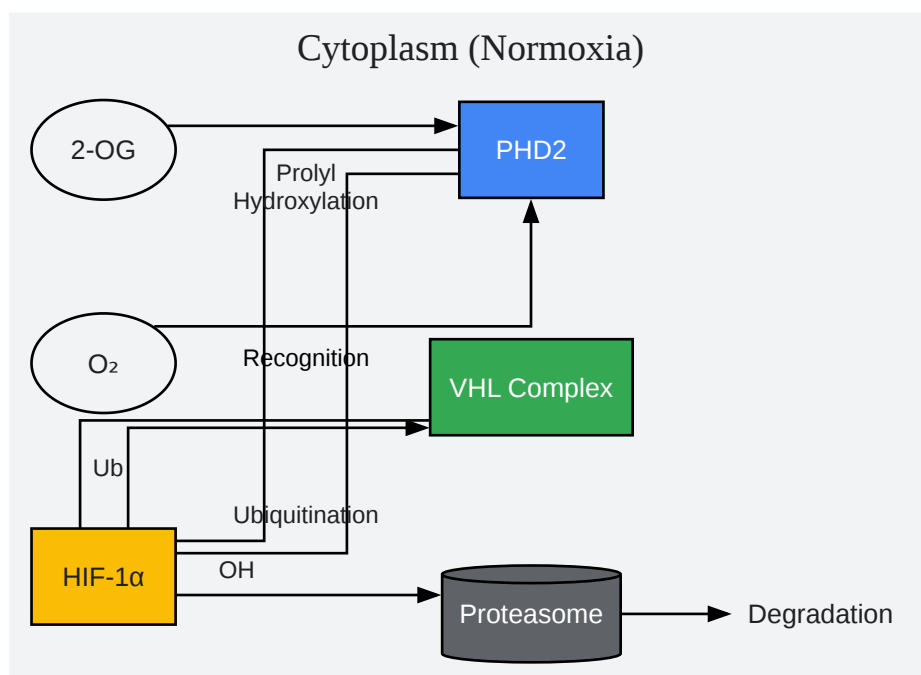 Cytoplasm (Normoxia)
2-OG
PHD2
Prolyl
Hydroxylation
O₂
Recognition
VHL Complex
Ub
Ubiquitination
HIF-1α
OH
Proteasome
Degradation